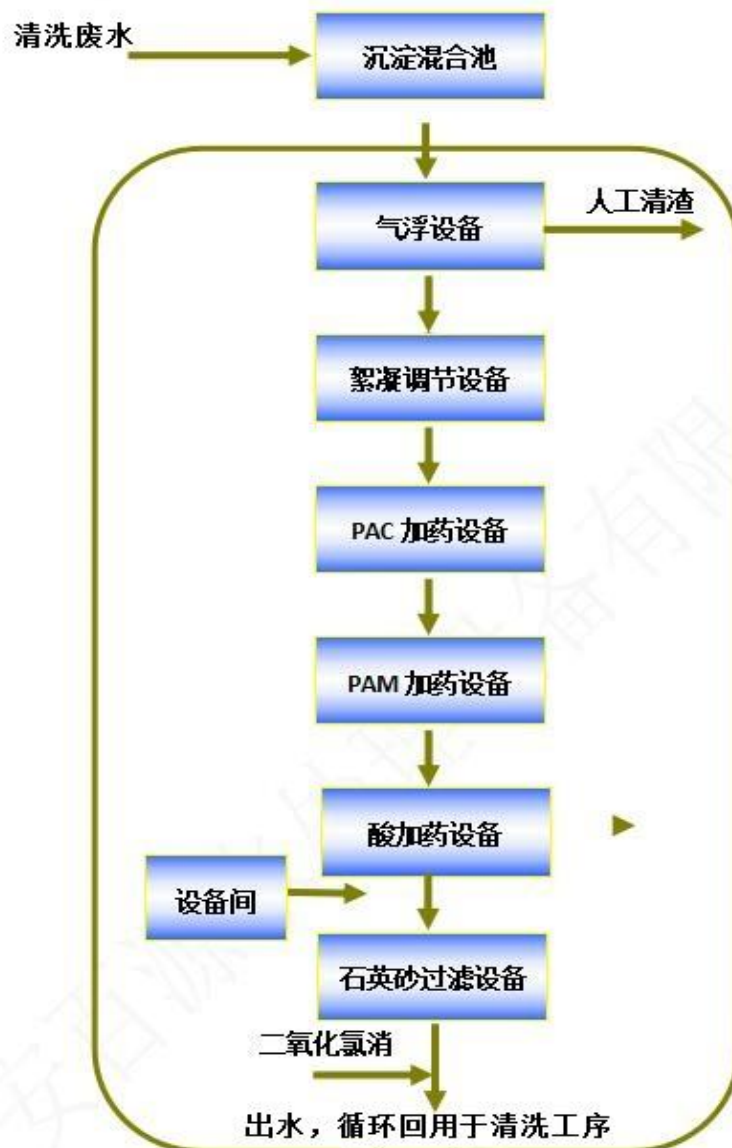 清洗废水
沉淀混合池
气浮设备
人工清渣
絮凝调节设备
PAC 加药设备
PAM 加药设备
酸加药设备
设备间
石英砂过滤设备
二氧化氯消
出水，循环回用于清洗工序